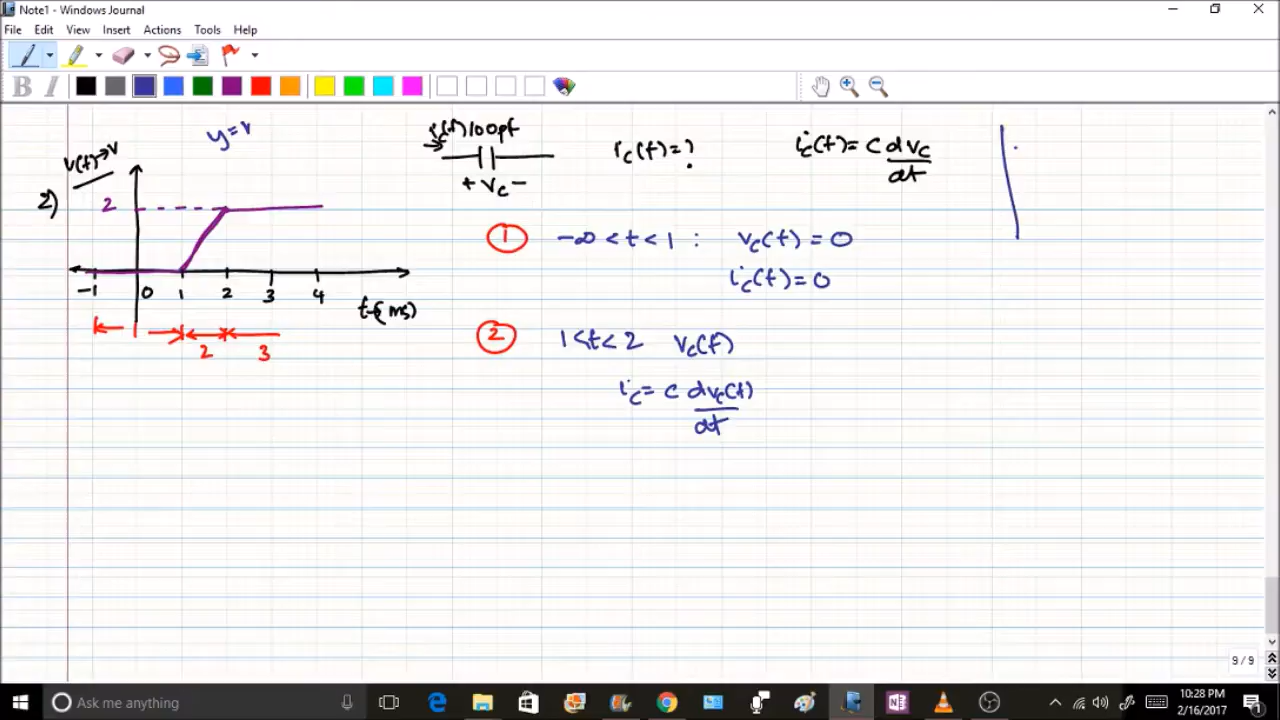 Note1 - Windows Journal
File Edit View Insert Actions Tools Help
B I
y=v
v(t)→v
2)
2
-1 0 1 2 3 4
t→(ms)
1 2 3
ic(t) 100pf
+ Vc -
ic(t)=?
ic(t)= C dvc/dt
1 -∞ < t < 1 : Vc(t) = 0
ic(t)=0
2 1<t<2 Vc(t)
ic= C dvc(t)/dt
9 / 9
Ask me anything
10:28 PM
2/16/2017